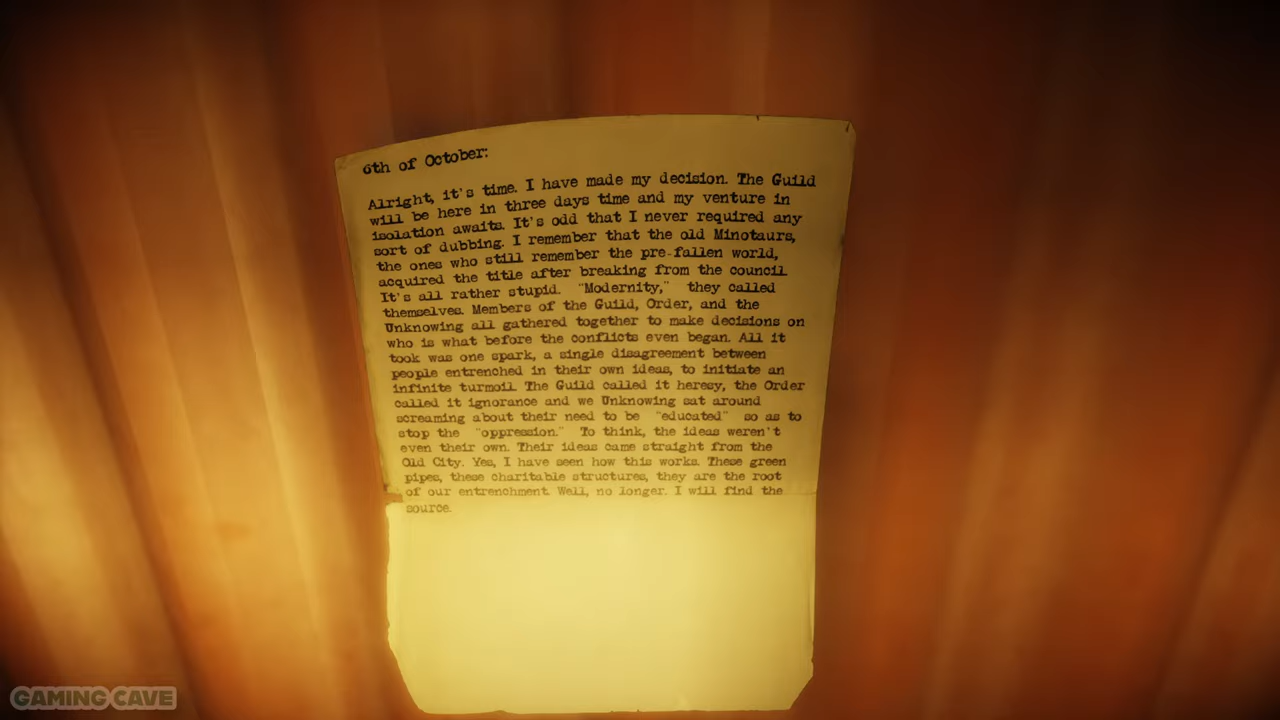 6th of October:
Alright, it's time. I have made my decision. The Guild
will be here in three days time and my venture in
isolation awaits. It's odd that I never required any
sort of dubbing. I remember that the old Minotaurs,
the ones who still remember the pre-fallen world,
acquired the title after breaking from the council.
It's all rather stupid. "Modernity," they called
themselves. Members of the Guild, Order, and the
Unknowing all gathered together to make decisions on
who is what before the conflicts even began. All it
took was one spark, a single disagreement between
people entrenched in their own ideas, to initiate an
infinite turmoil. The Guild called it heresy, the Order
called it ignorance and we Unknowing sat around
screaming about their need to be "educated" so as to
stop the "oppression." To think, the ideas weren't
even their own. Their ideas came straight from the
Old City. Yes, I have seen how this works. These green
pipes, these charitable structures, they are the root
of our entrenchment. Well, no longer. I will find the
source.
GAMING CAVE